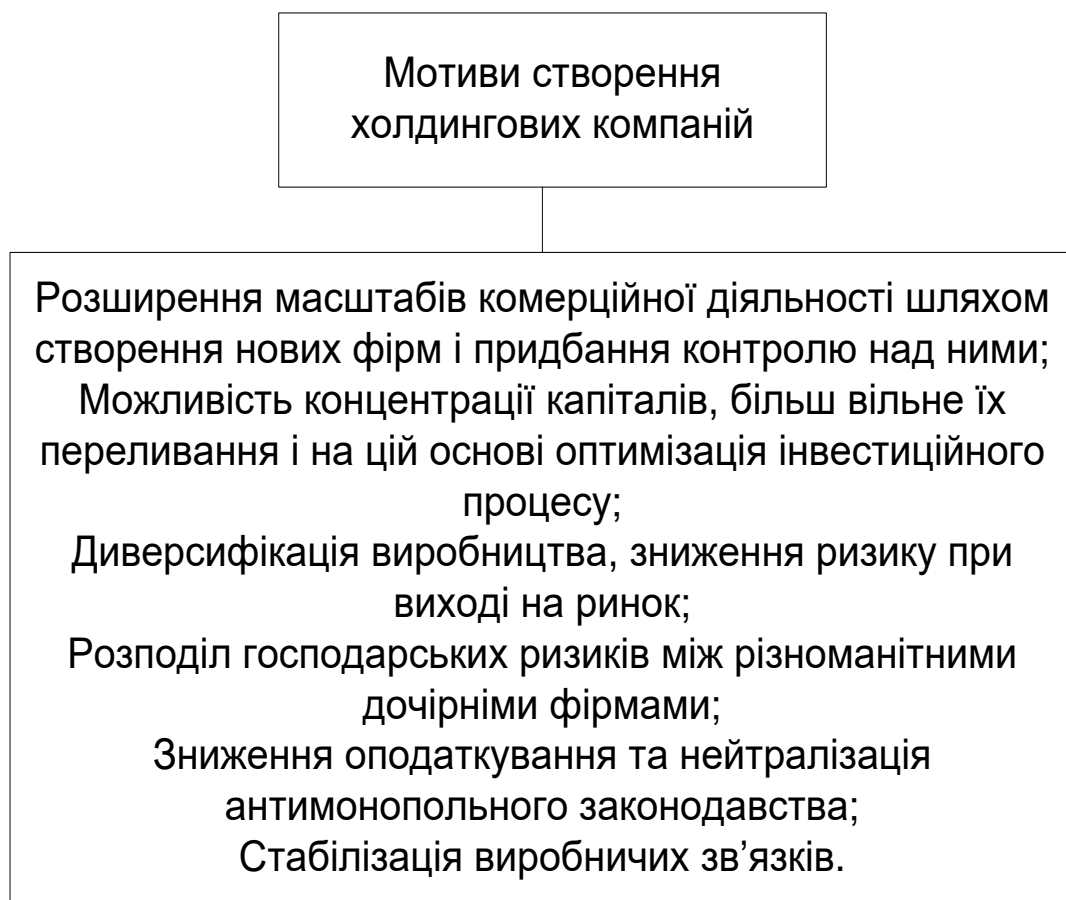 Мотиви створення
холдингових компаній
Розширення масштабів комерційної діяльності шляхом
створення нових фірм і придбання контролю над ними;
Можливість концентрації капіталів, більш вільне їх
переливання і на цій основі оптимізація інвестиційного
процесу;
Диверсифікація виробництва, зниження ризику при
виході на ринок;
Розподіл господарських ризиків між різноманітними
дочірніми фірмами;
Зниження оподаткування та нейтралізація
антимонопольного законодавства;
Стабілізація виробничих зв’язків.